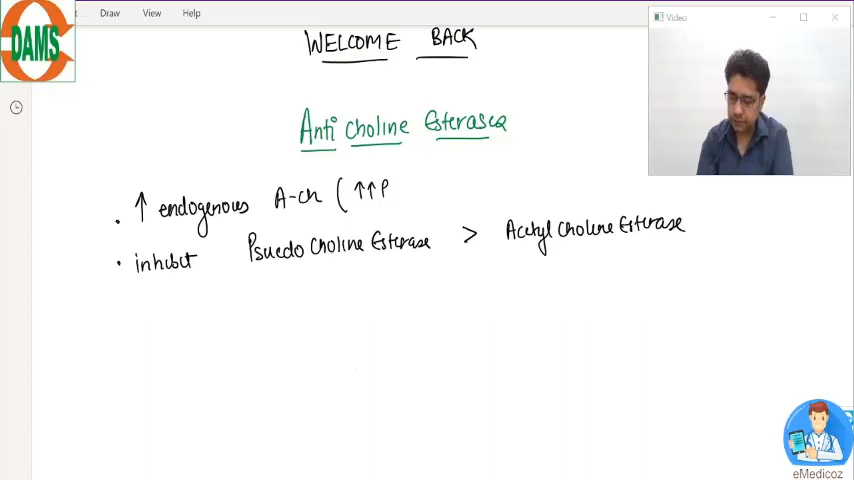 DAMS
Draw View Help
Video
WELCOME BACK
Anti Choline Esterases
• ↑ endogenous A-ch ( ↑↑ P
• inhibit Psuedo Choline Esterase > Acetyl Choline Esterase
eMedicoz